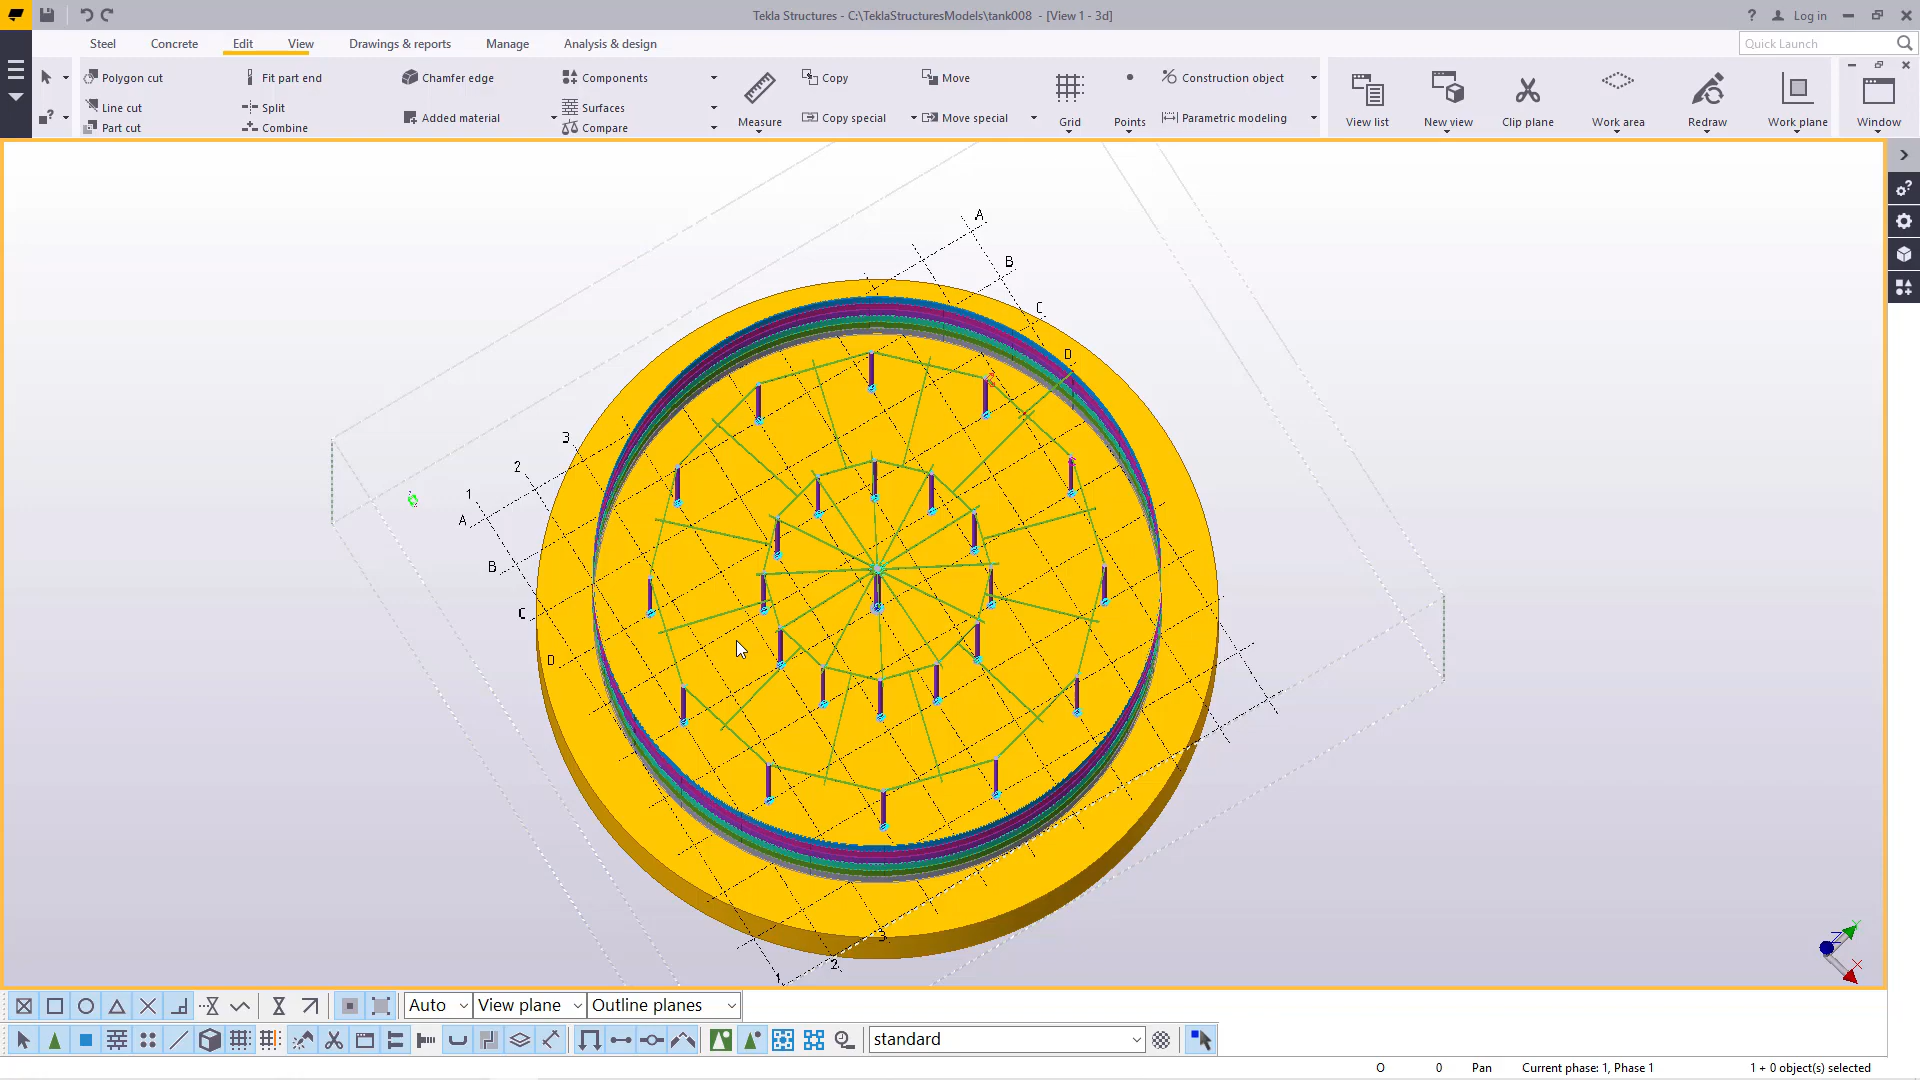 Tekla Structures - C:\TeklaStructuresModels\tank008 - [View 1 - 3d]
? Log in
Steel Concrete Edit View Drawings & reports Manage Analysis & design
Quick Launch
Polygon cut
Line cut
Part cut
Fit part end
Split
Combine
Chamfer edge
Added material
Components
Surfaces
Compare
Measure
Copy
Copy special
Move
Move special
Grid
Points
Construction object
Parametric modeling
View list
New view
Clip plane
Work area
Redraw
Work plane
Window
A
B
C
D
3
2
1
A
B
C
D
3
2
1
Z
X
X
Auto View plane Outline planes
standard
O 0 Pan Current phase: 1, Phase 1 1 + 0 object(s) selected